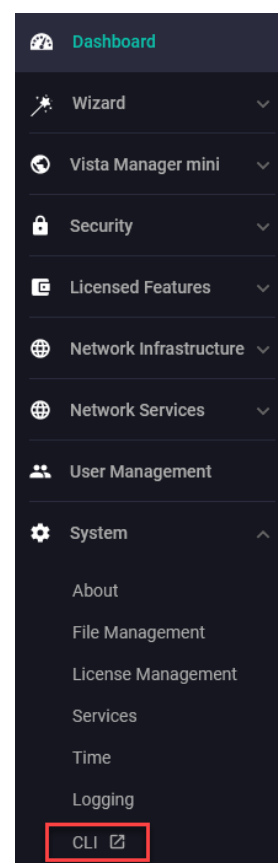 Dashboard
Wizard
Vista Manager mini
Security
Licensed Features
Network Infrastructure
Network Services
User Management
System
About
File Management
License Management
Services
Time
Logging
CLI